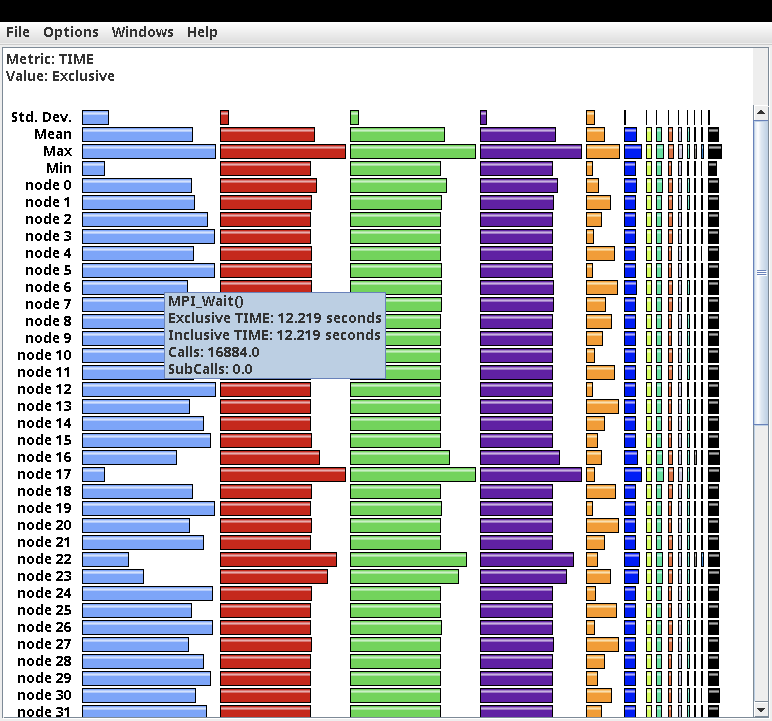 File Options Windows Help
Metric: TIME
Value: Exclusive
Std. Dev.
Mean
Max
Min
node 0
node 1
node 2
node 3
node 4
node 5
node 6
node 7
node 8
node 9
node 10
node 11
MPI_Wait()
Exclusive TIME: 12.219 seconds
Inclusive TIME: 12.219 seconds
Calls: 16884.0
SubCalls: 0.0
node 12
node 13
node 14
node 15
node 16
node 17
node 18
node 19
node 20
node 21
node 22
node 23
node 24
node 25
node 26
node 27
node 28
node 29
node 30
node 31